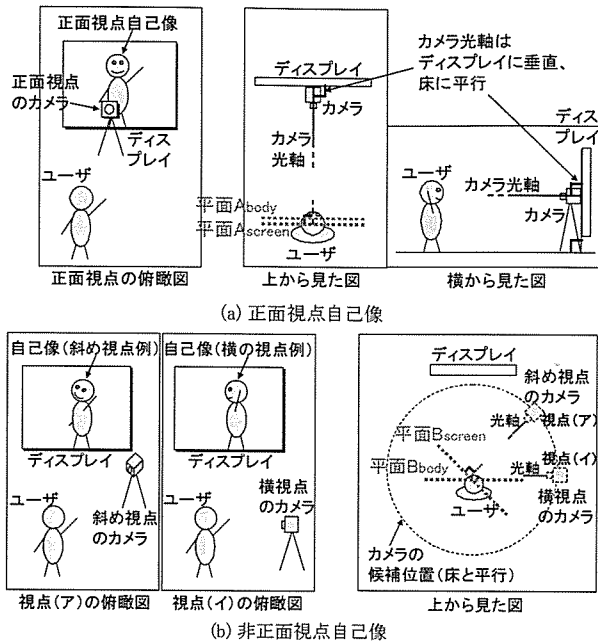 正面視点自己像
正面視点
のカメラ
ディス
プレイ
ユーザ
正面視点の俯瞰図
ディスプレイ
カメラ
カメラ
光軸
平面Abody
平面Ascreen
ユーザ
上から見た図
カメラ光軸は
ディスプレイに垂直、
床に平行
ディス
プレイ
ユーザ
カメラ光軸
カメラ
横から見た図
(a) 正面視点自己像
自己像(斜め視点例)
ディスプレイ
ユーザ
斜め視点
のカメラ
視点(ア)の俯瞰図
自己像(横の視点例)
ディスプレイ
ユーザ
横視点
のカメラ
視点(イ)の俯瞰図
ディスプレイ
斜め視点
のカメラ
光軸
視点(ア)
平面Bscreen
視点(イ)
平面Bbody
光軸
ユーザ
横視点
のカメラ
カメラの
候補位置(床と平行)
上から見た図
(b) 非正面視点自己像